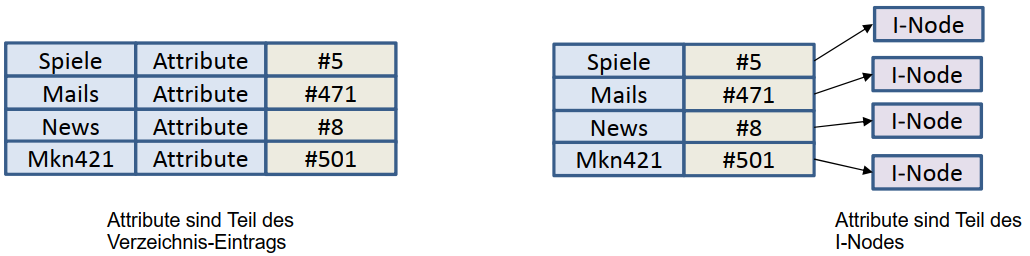 Spiele Attribute #5
Mails Attribute #471
News Attribute #8
Mkn421 Attribute #501
Attribute sind Teil des
Verzeichnis-Eintrags
Spiele #5 I-Node
Mails #471 I-Node
News #8 I-Node
Mkn421 #501 I-Node
Attribute sind Teil des
I-Nodes